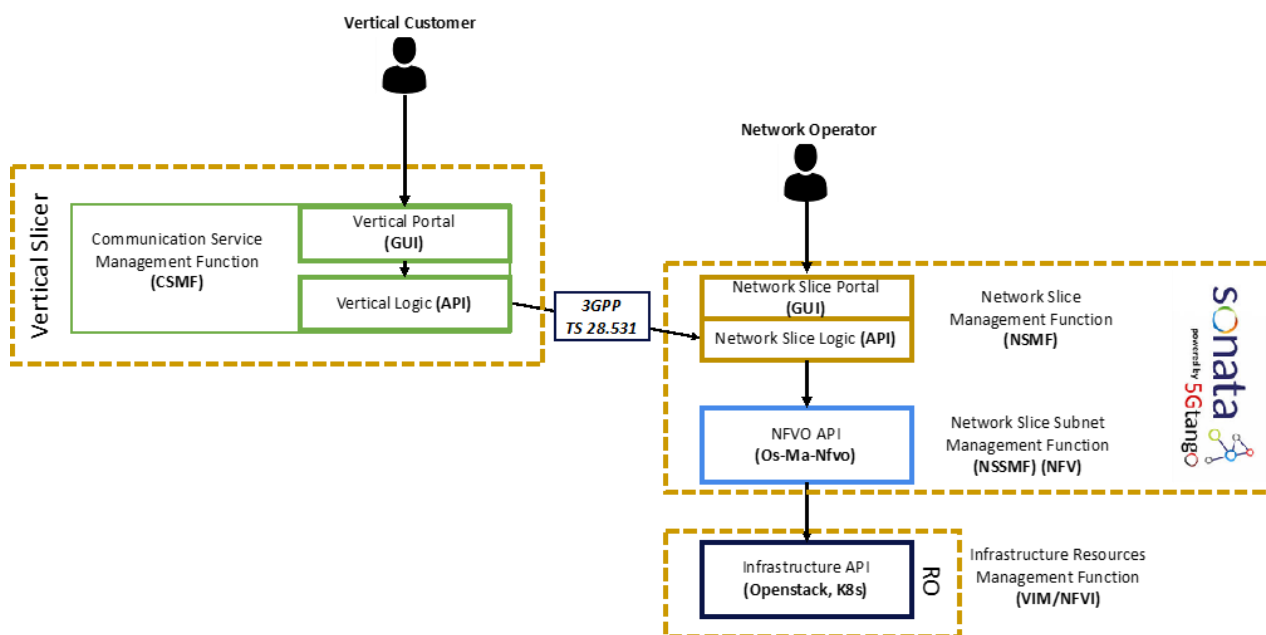 Vertical Customer
Network Operator
Vertical Slicer
Communication Service
Management Function
(CSMF)
Vertical Portal
(GUI)
Vertical Logic (API)
3GPP
TS 28.531
Network Slice Portal
(GUI)
Network Slice Logic (API)
Network Slice
Management Function
(NSMF)
NFVO API
(Os-Ma-Nfvo)
Network Slice Subnet
Management Function
(NSSMF) (NFV)
sonata
powered by 5Gtango
Infrastructure API
(Openstack, K8s)
RO
Infrastructure Resources
Management Function
(VIM/NFVI)